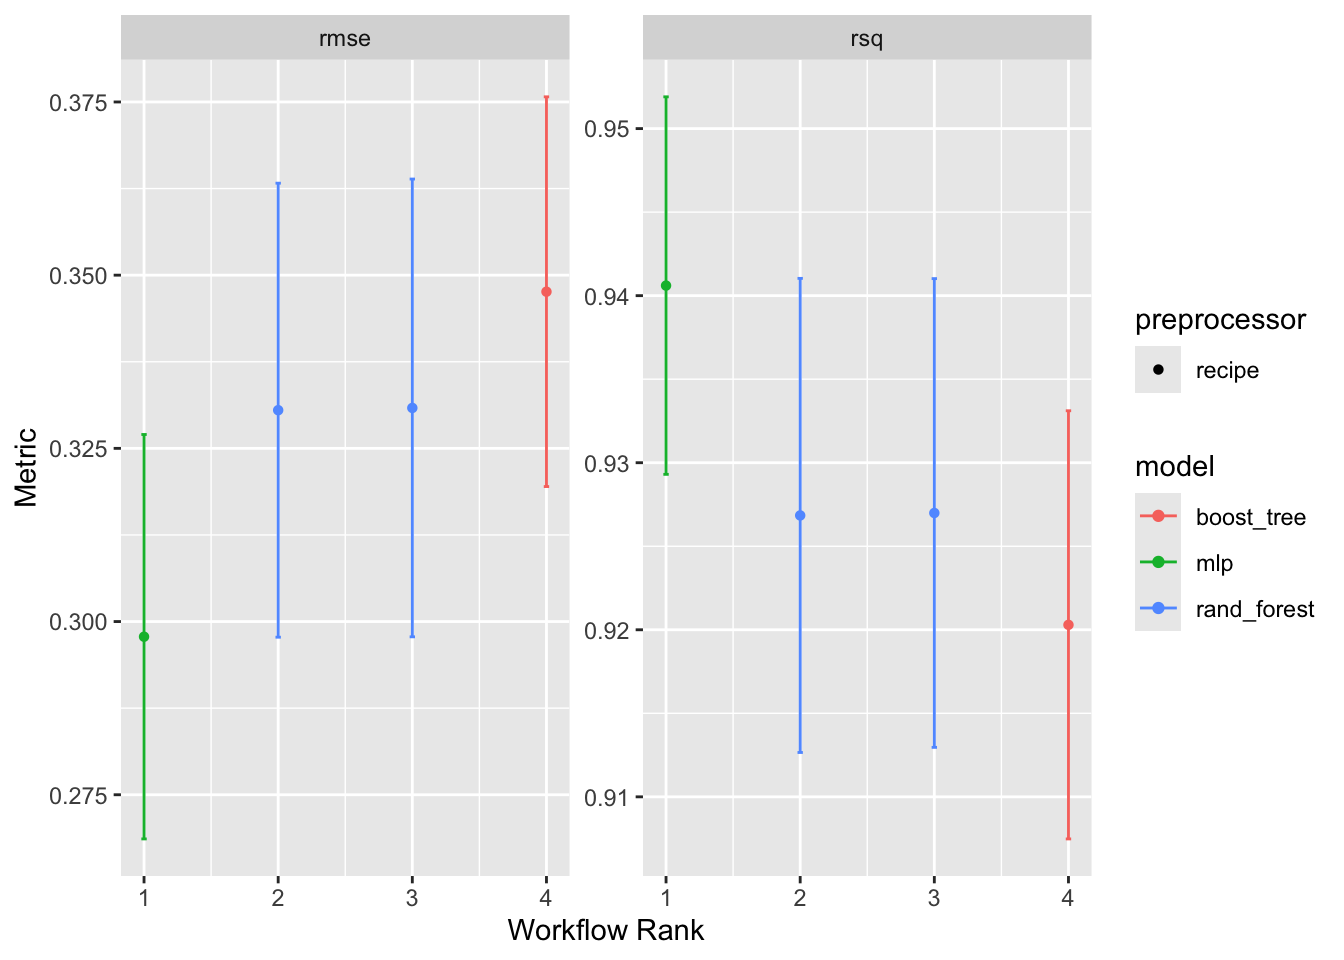 rmse
rsq
0.375
0.350
0.325
0.300
0.275
0.95
0.94
0.93
0.92
0.91
1 2 3 4
1 2 3 4
Metric
Workflow Rank
preprocessor
recipe
model
boost_tree
mlp
rand_forest